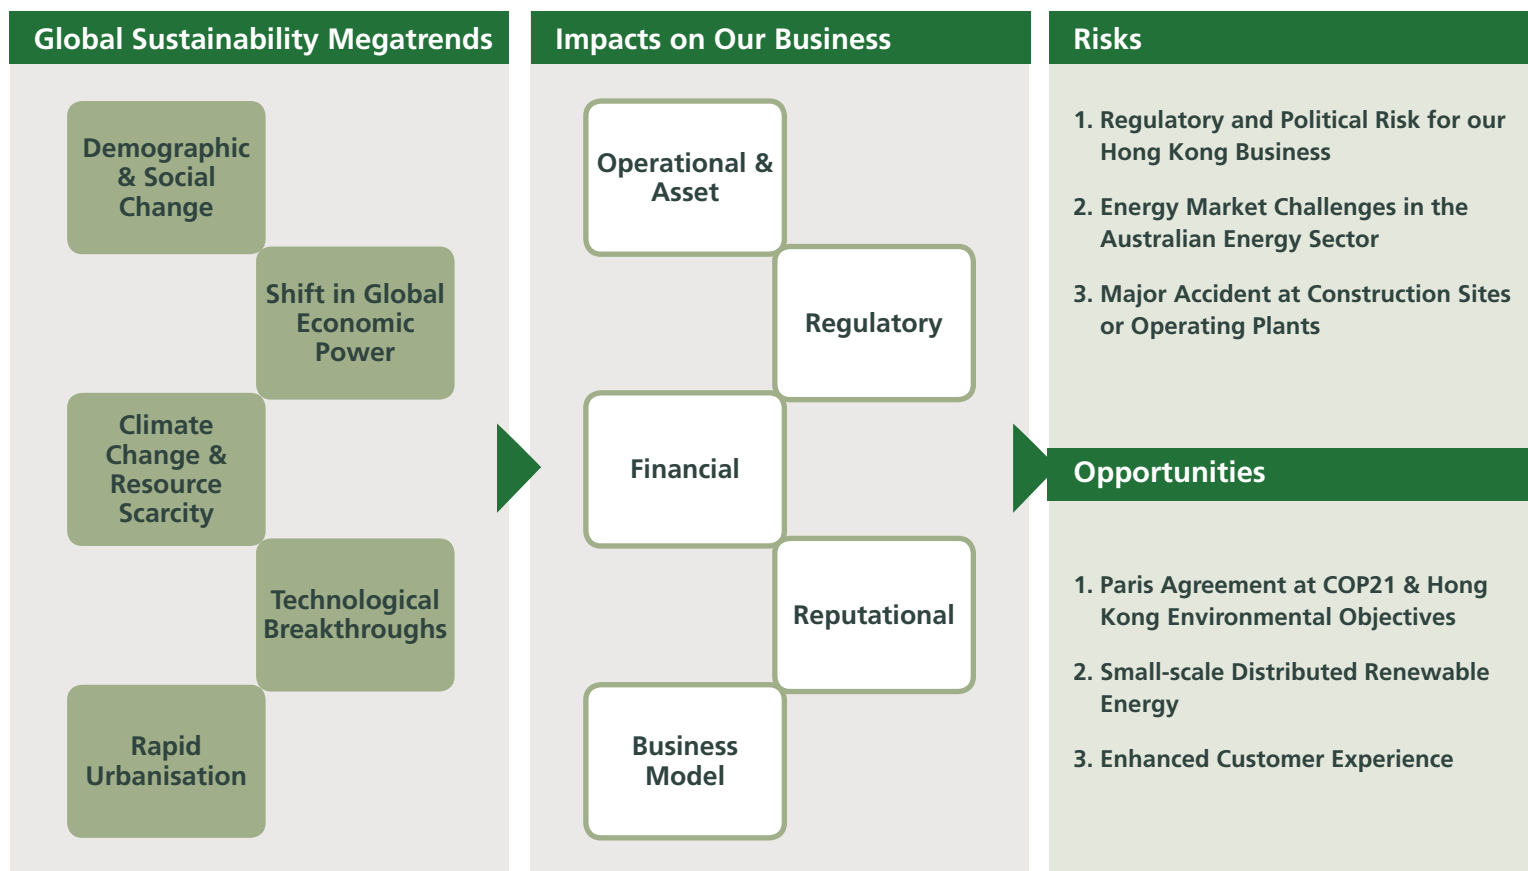 Global Sustainability Megatrends
Demographic
& Social
Change
Shift in Global
Economic
Power
Climate
Change &
Resource
Scarcity
Technological
Breakthroughs
Rapid
Urbanisation
Impacts on Our Business
Operational &
Asset
Regulatory
Financial
Reputational
Business
Model
Risks
1. Regulatory and Political Risk for our
Hong Kong Business
2. Energy Market Challenges in the
Australian Energy Sector
3. Major Accident at Construction Sites
or Operating Plants
Opportunities
1. Paris Agreement at COP21 & Hong
Kong Environmental Objectives
2. Small-scale Distributed Renewable
Energy
3. Enhanced Customer Experience